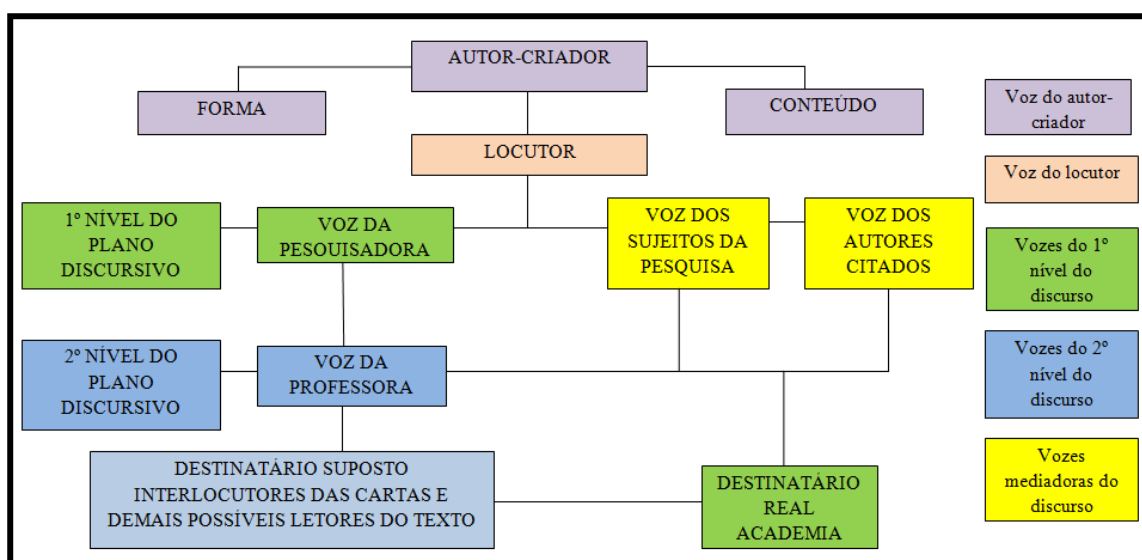 AUTOR-CRIADOR
FORMA
CONTEÚDO
LOCUTOR
1º NÍVEL DO
PLANO
DISCURSIVO
VOZ DA
PESQUISADORA
VOZ DOS
SUJEITOS DA
PESQUISA
VOZ DOS
AUTORES
CITADOS
2º NÍVEL DO
PLANO
DISCURSIVO
VOZ DA
PROFESSORA
DESTINATÁRIO SUPOSTO
INTERLOCUTORES DAS CARTAS E
DEMAIS POSSÍVEIS LETORES DO TEXTO
DESTINATÁRIO
REAL
ACADEMIA
Voz do autor-
criador
Voz do locutor
Vozes do 1º
nível do
discurso
Vozes do 2º
nível do
discurso
Vozes
mediadoras do
discurso